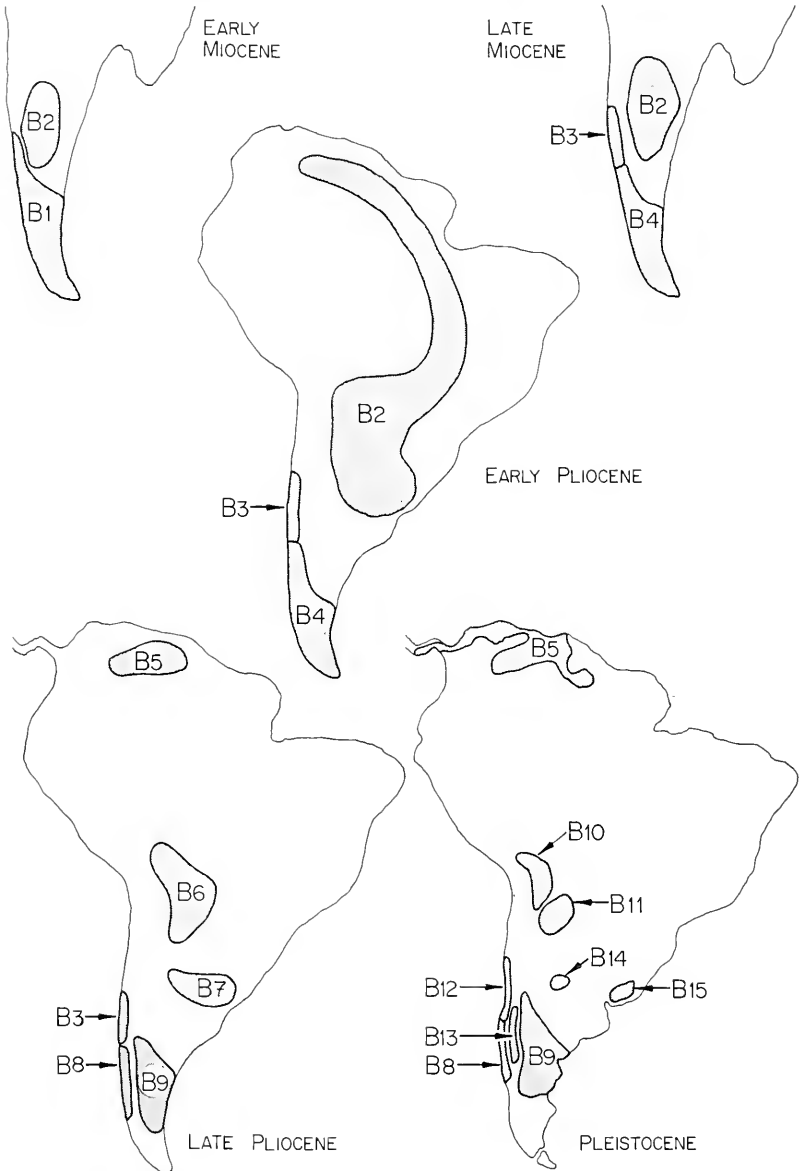 EARLY
MIOCENE
LATE
MIOCENE
B2
B1
B2
B3
B4
B2
EARLY PLIOCENE
B3
B4
B5
B6
B7
B3
B8
B9
LATE PLIOCENE
B5
B10
B11
B14
B12
B15
B13
B8
B9
PLEISTOCENE